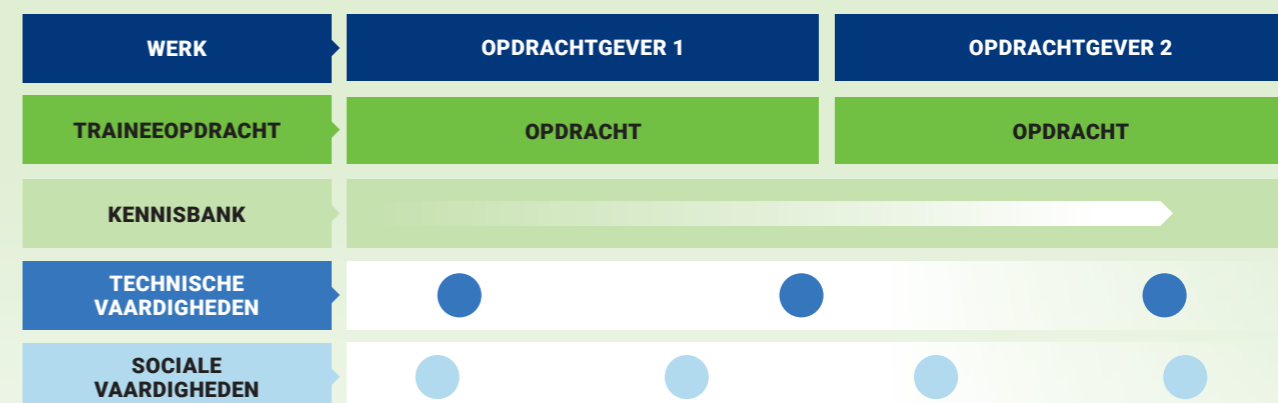 WERK
OPDRACHTGEVER 1
OPDRACHTGEVER 2
TRAINEEOPDRACHT
OPDRACHT
OPDRACHT
KENNISBANK
TECHNISCHE
VAARDIGHEDEN
SOCIALE
VAARDIGHEDEN